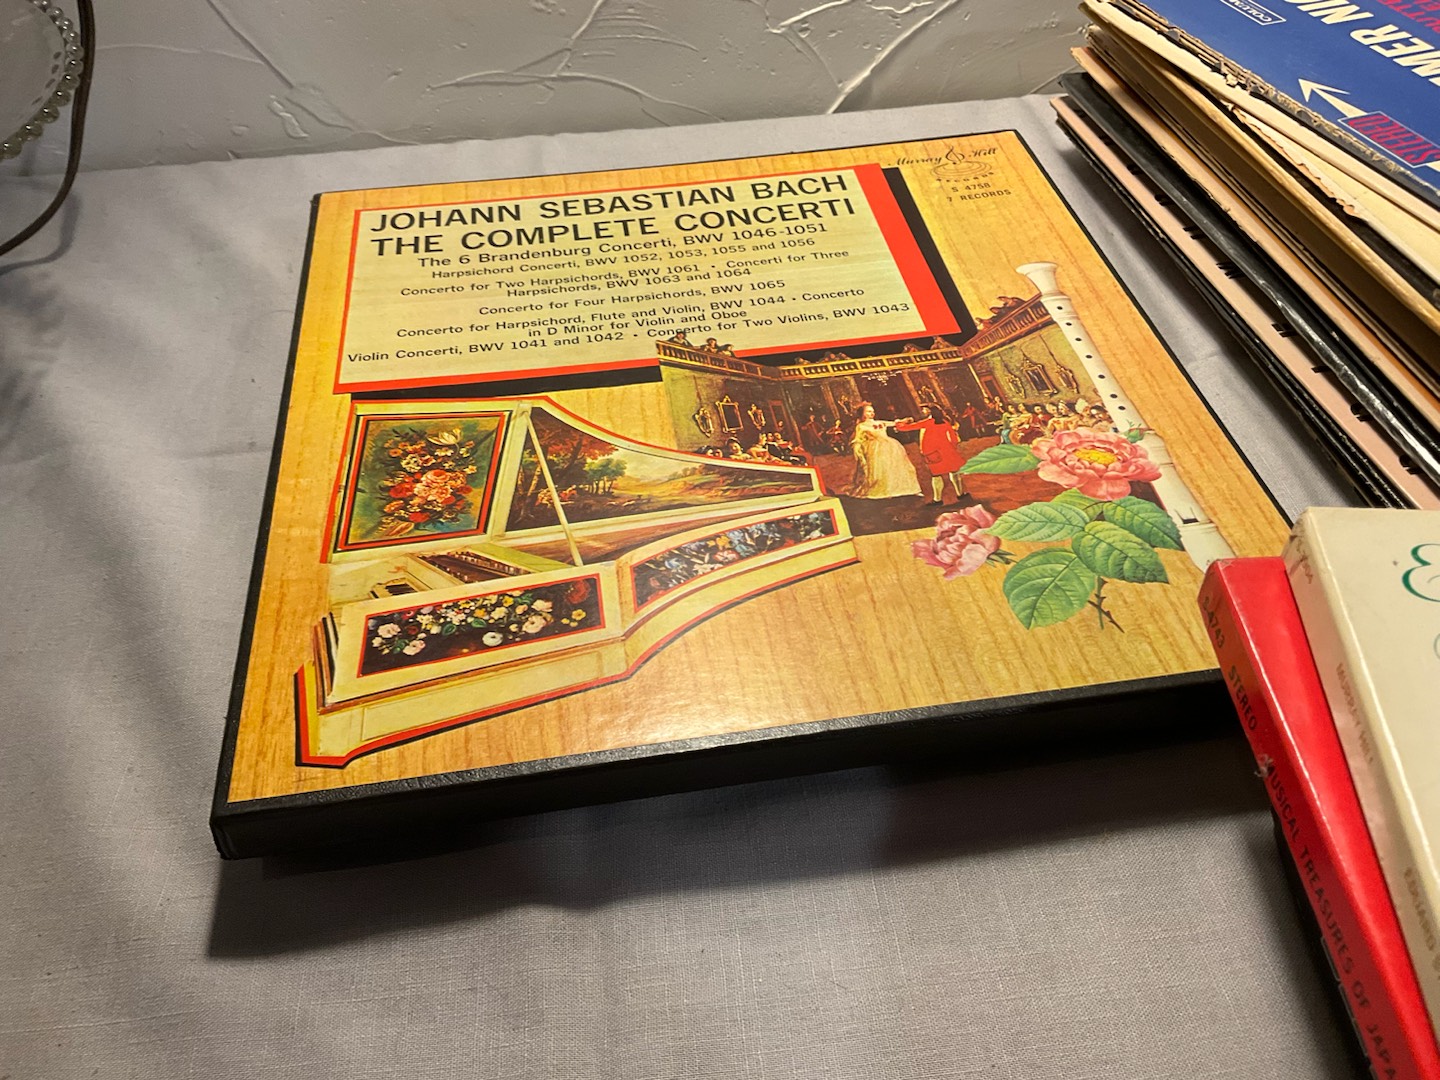 JOHANN SEBASTIAN BACH
THE COMPLETE CONCERTI
The 6 Brandenburg Concerti, BWV 1046-1051
Harpsichord Concerti, BWV 1052, 1053, 1055 and 1056
Concerto for Two Harpsichords, BWV 1061 • Concerti for Three
Harpsichords, BWV 1063 and 1064
Concerto for Four Harpsichords, BWV 1065
Concerto for Harpsichord, Flute and Violin, BWV 1044 • Concerto
in D Minor for Violin and Oboe
Violin Concerti, BWV 1041 and 1042 • Concerto for Two Violins, BWV 1043
Murray Hill
RECORDS
S 4758
7 RECORDS
STEREO
STEREO MUSICAL TREASURES OF JAPA
MURRAY HILL